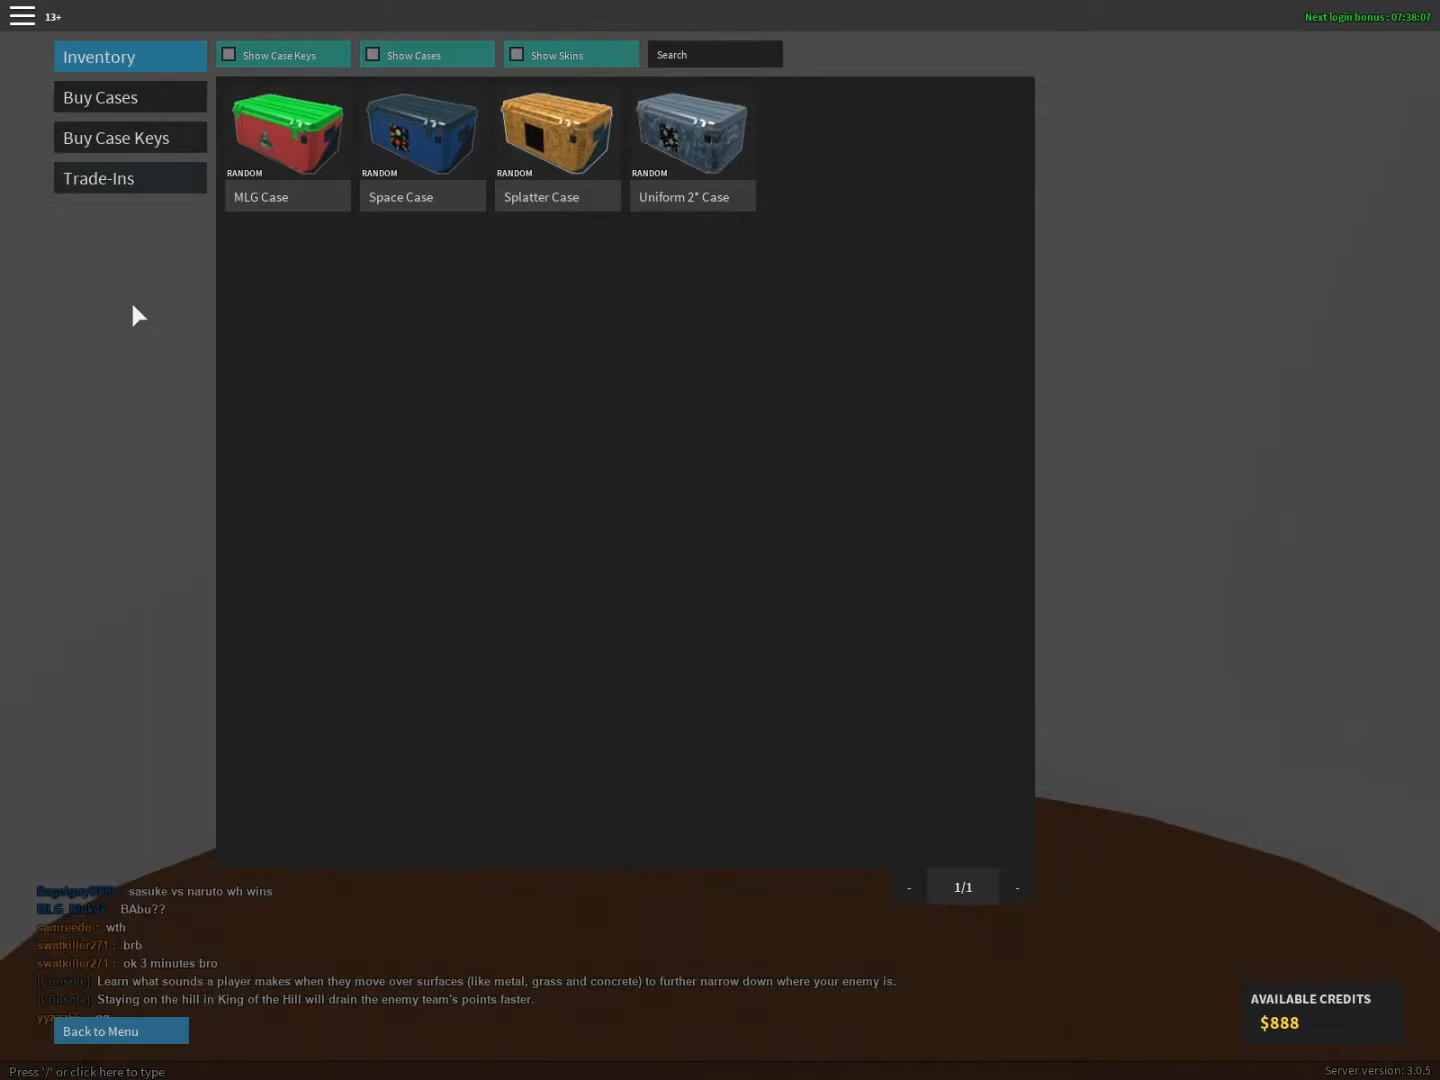 13+
Next login bonus : 07:38:07
Inventory
Show Case Keys
Show Cases
Show Skins
Search
Buy Cases
Buy Case Keys
Trade-Ins
RANDOM
RANDOM
RANDOM
RANDOM
MLG Case
Space Case
Splatter Case
Uniform 2* Case
- 1/1 -
sasuke vs naruto wh wins
BAbu??
samreedo : wth
swatkiller271 : brb
swatkiller271 : ok 3 minutes bro
[Console]: Learn what sounds a player makes when they move over surfaces (like metal, grass and concrete) to further narrow down where your enemy is.
[Console]: Staying on the hill in King of the Hill will drain the enemy team's points faster.
Back to Menu
AVAILABLE CREDITS
$888
Press '/' or click here to type
Server version: 3.0.5